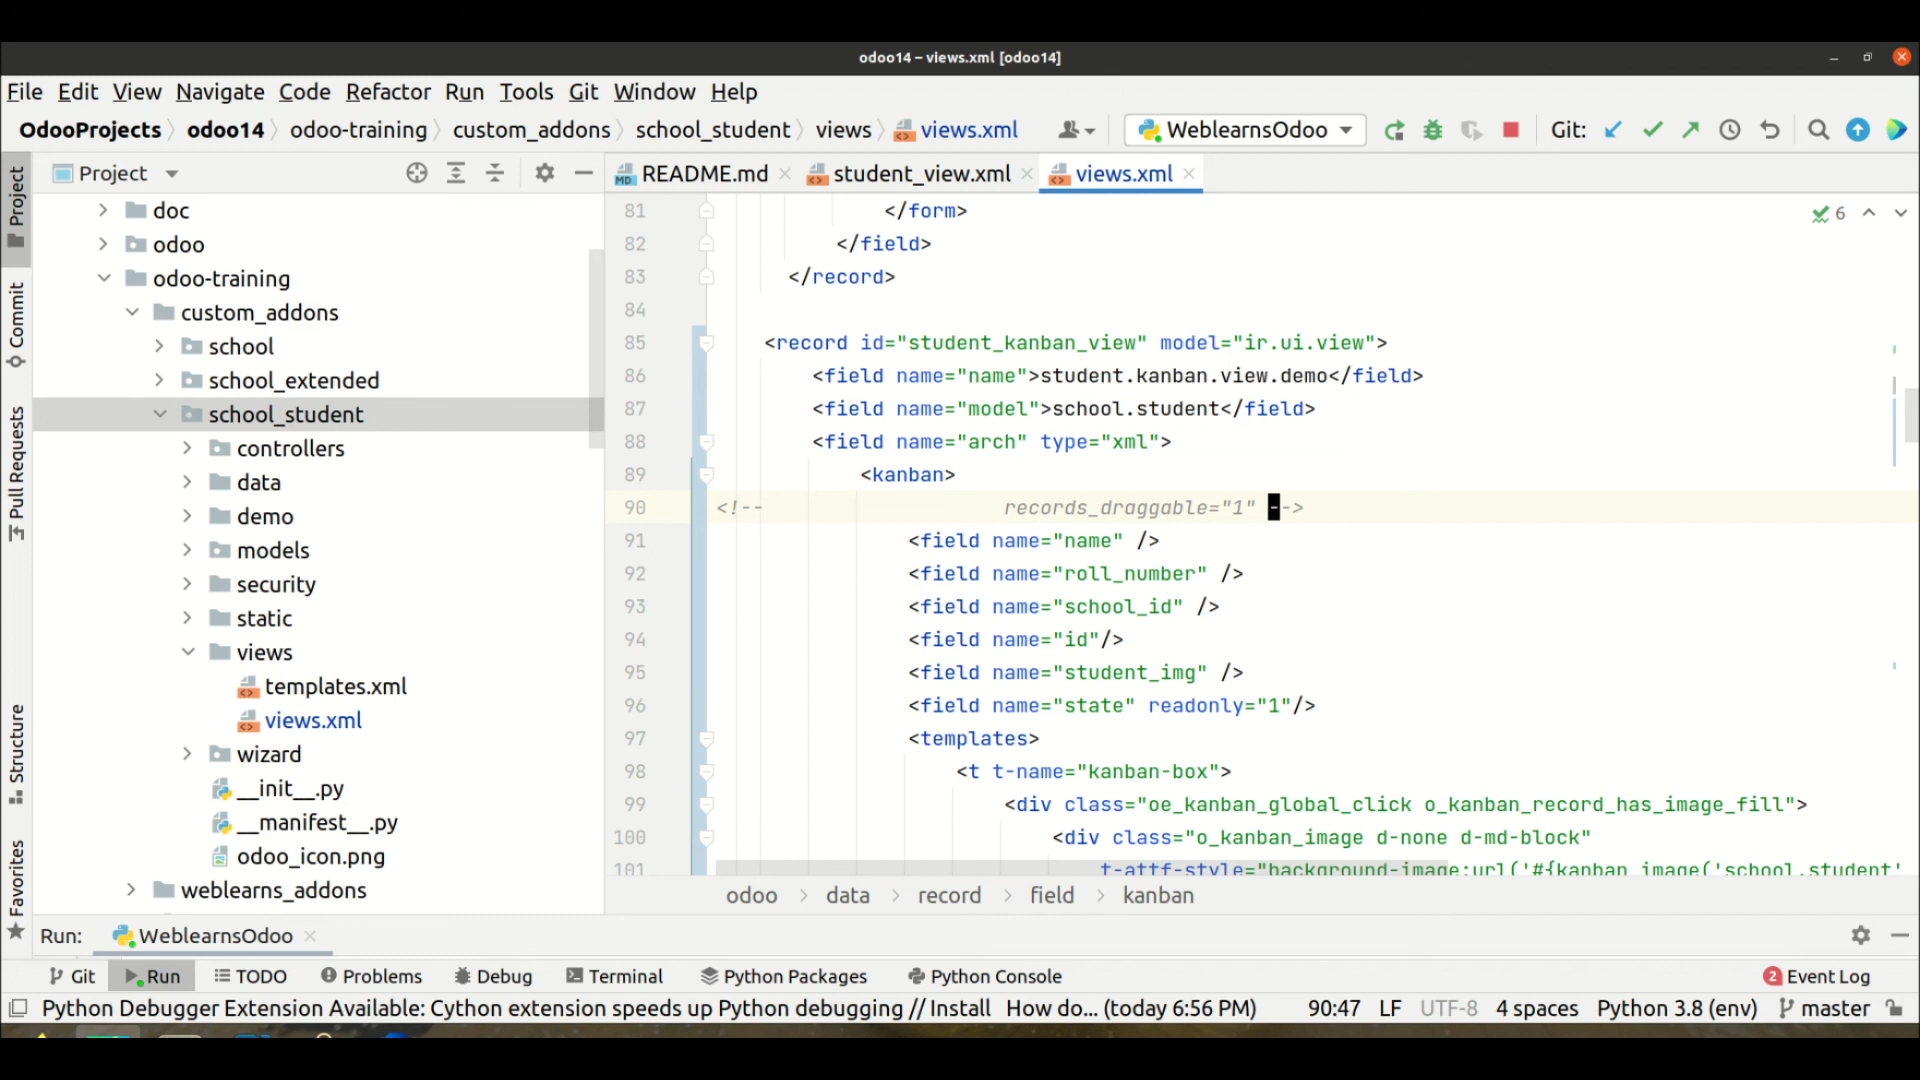 odoo14 – views.xml [odoo14]
File Edit View Navigate Code Refactor Run Tools Git Window Help
OdooProjects odoo14 odoo-training custom_addons school_student views views.xml WeblearnsOdoo Git:
Project
README.md student_view.xml views.xml
Project
Commit
Pull Requests
Structure
Favorites
doc
odoo
odoo-training
custom_addons
school
school_extended
school_student
controllers
data
demo
models
security
static
views
templates.xml
views.xml
wizard
__init__.py
__manifest__.py
odoo_icon.png
weblearns_addons
6
81 </form>
82 </field>
83 </record>
84
85 <record id="student_kanban_view" model="ir.ui.view">
86 <field name="name">student.kanban.view.demo</field>
87 <field name="model">school.student</field>
88 <field name="arch" type="xml">
89 <kanban>
90 <!-- records_draggable="1" -->
91 <field name="name" />
92 <field name="roll_number" />
93 <field name="school_id" />
94 <field name="id"/>
95 <field name="student_img" />
96 <field name="state" readonly="1"/>
97 <templates>
98 <t t-name="kanban-box">
99 <div class="oe_kanban_global_click o_kanban_record_has_image_fill">
100 <div class="o_kanban_image d-none d-md-block"
101 t-attf-style="background-image:url('#{kanban_image('school.student'
odoo > data > record > field > kanban
Run: WeblearnsOdoo
Git Run TODO Problems Debug Terminal Python Packages Python Console 2 Event Log
Python Debugger Extension Available: Cython extension speeds up Python debugging // Install How do... (today 6:56 PM) 90:47 LF UTF-8 4 spaces Python 3.8 (env) master